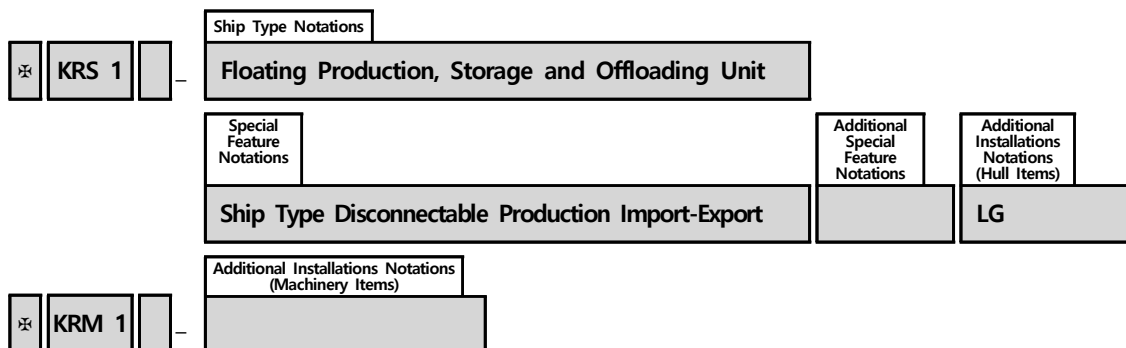 Ship Type Notations
✠ KRS 1 _ Floating Production, Storage and Offloading Unit
Special
Feature
Notations
Additional
Special
Feature
Notations
Additional
Installations
Notations
(Hull Items)
Ship Type Disconnectable Production Import-Export LG
Additional Installations Notations
(Machinery Items)
✠ KRM 1 _